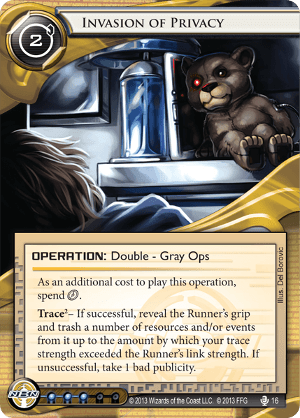 2
INVASION OF PRIVACY
OPERATION: Double - Gray Ops
As an additional cost to play this operation,
spend
Trace²– If successful, reveal the Runner's grip
and trash a number of resources and/or events
from it up to the amount by which your trace
strength exceeded the Runner's link strength. If
unsuccessful, take 1 bad publicity.
Illus. Del Borovic
NBN
© 2013 Wizards of the Coast LLC. © 2013 FFG
16